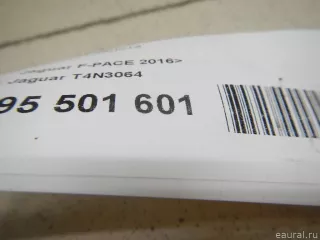 Jaguar F-PACE 2016>
Jaguar T4N3064
95 501 601
eaural.ru